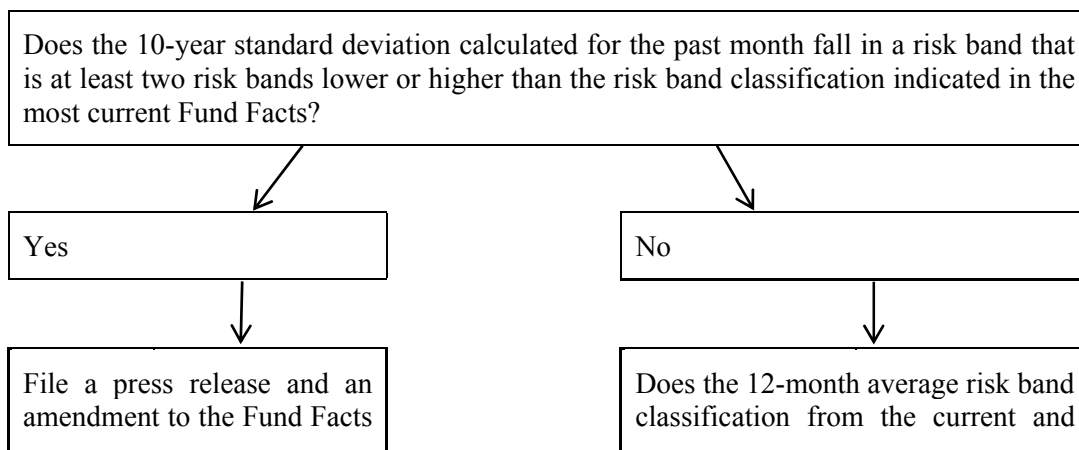 Does the 10-year standard deviation calculated for the past month fall in a risk band that
is at least two risk bands lower or higher than the risk band classification indicated in the
most current Fund Facts?
Yes
No
File a press release and an
amendment to the Fund Facts
Does the 12-month average risk band
classification from the current and